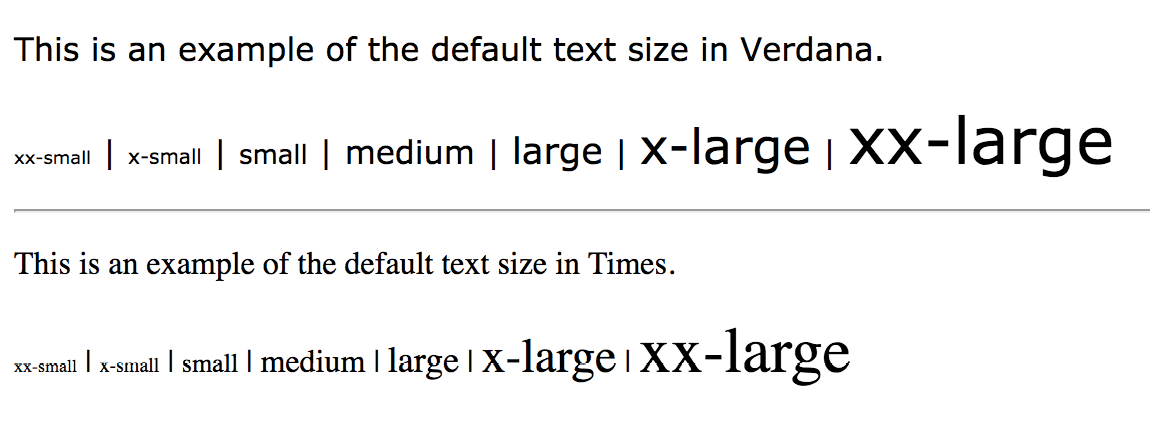 This is an example of the default text size in Verdana.
xx-small | x-small | small | medium | large | x-large | xx-large
This is an example of the default text size in Times.
xx-small | x-small | small | medium | large | x-large | xx-large